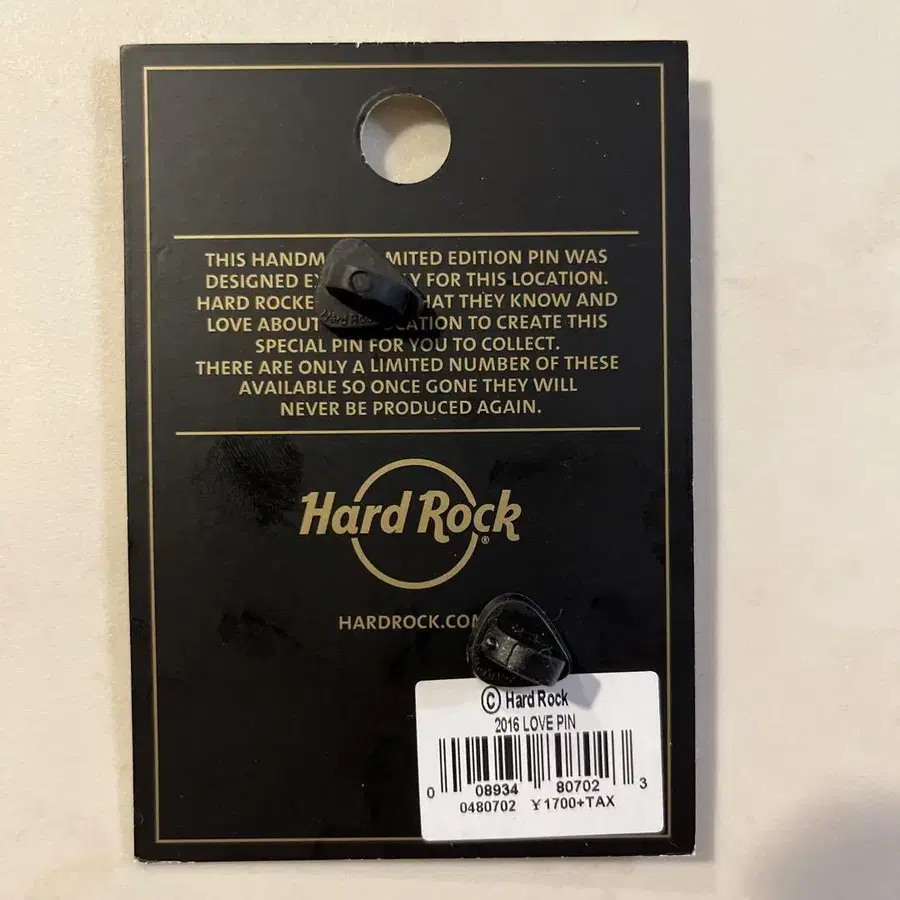 THIS HANDM MITED EDITION PIN WAS
DESIGNED EX Y FOR THIS LOCATION.
HARD ROCKE HAT THEY KNOW AND
LOVE ABOUT CATION TO CREATE THIS
SPECIAL PIN FOR YOU TO COLLECT.
THERE ARE ONLY A LIMITED NUMBER OF THESE
AVAILABLE SO ONCE GONE THEY WILL
NEVER BE PRODUCED AGAIN.
Hard Rock
Hard Rock®
HARDROCK.COM
© Hard Rock
2016 LOVE PIN
0 08934 80702 3
0480702 ¥1700+TAX